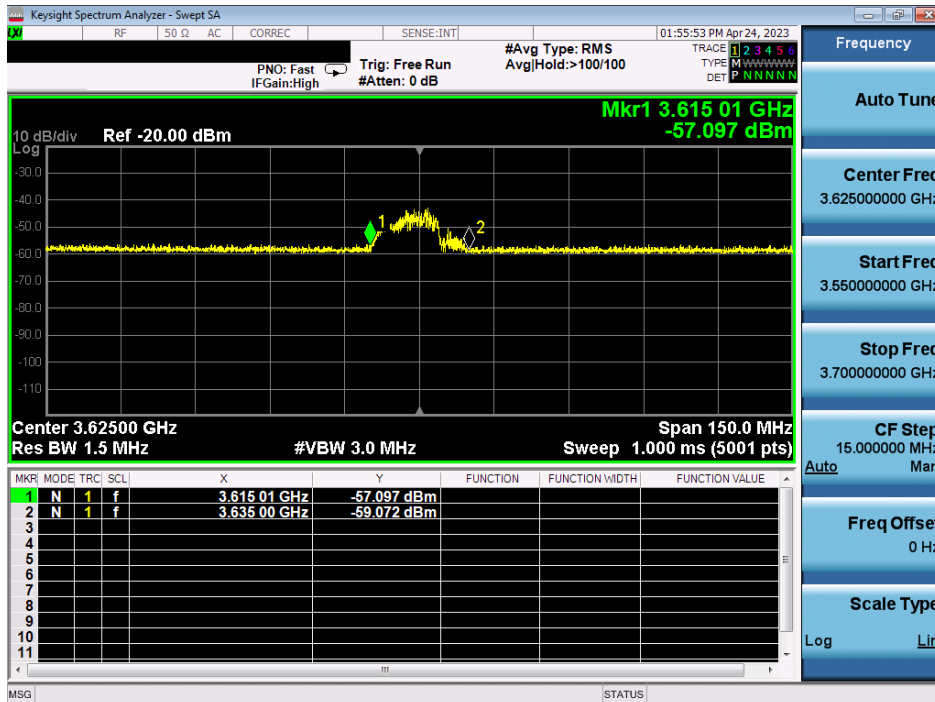 Keysight Spectrum Analyzer - Swept SA
LXI RF 50 Ω AC CORREC SENSE:INT 01:55:53 PM Apr 24, 2023
PNO: Fast
IFGain:High
Trig: Free Run
#Atten: 0 dB
#Avg Type: RMS
Avg|Hold:>100/100
TRACE 1 2 3 4 5 6
TYPE M W W W W W
DET P N N N N N
Mkr1 3.615 01 GHz
-57.097 dBm
10 dB/div Ref -20.00 dBm
Log
-30.0
-40.0
-50.0
-60.0
-70.0
-80.0
-90.0
-100
-110
1
2
Center 3.62500 GHz Span 150.0 MHz
Res BW 1.5 MHz #VBW 3.0 MHz Sweep 1.000 ms (5001 pts)
MKR MODE TRC SCL X Y FUNCTION FUNCTION WIDTH FUNCTION VALUE
1 N 1 f 3.615 01 GHz -57.097 dBm
2 N 1 f 3.635 00 GHz -59.072 dBm
3
4
5
6
7
8
9
10
11
MSG STATUS
Frequency
Auto Tune
Center Freq
3.625000000 GHz
Start Freq
3.550000000 GHz
Stop Freq
3.700000000 GHz
CF Step
15.000000 MHz
Auto Man
Freq Offset
0 Hz
Scale Type
Log Lin